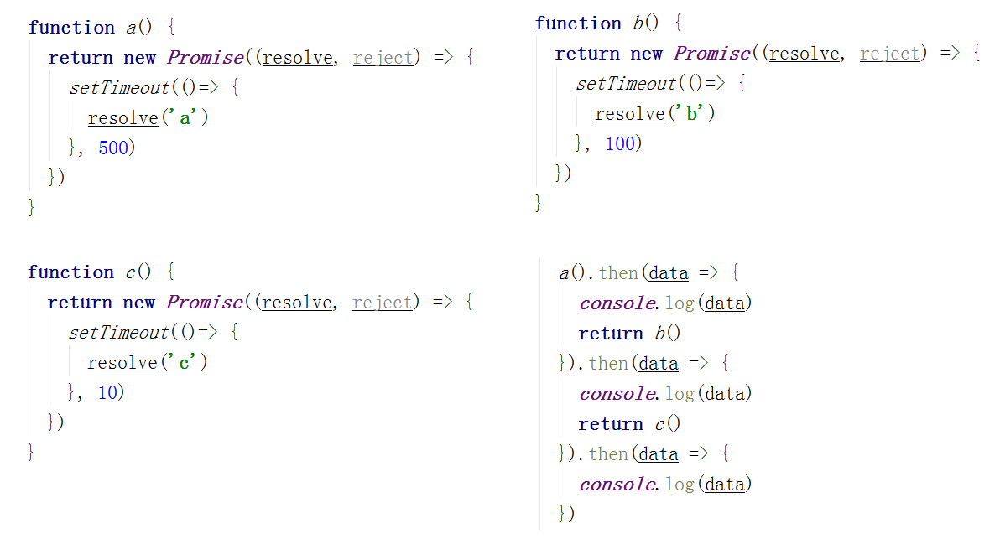 function a() {
  return new Promise((resolve, reject) => {
    setTimeout(()=> {
      resolve('a')
    }, 500)
  })
}
function b() {
  return new Promise((resolve, reject) => {
    setTimeout(()=> {
      resolve('b')
    }, 100)
  })
}
function c() {
  return new Promise((resolve, reject) => {
    setTimeout(()=> {
      resolve('c')
    }, 10)
  })
}
a().then(data => {
  console.log(data)
  return b()
}).then(data => {
  console.log(data)
  return c()
}).then(data => {
  console.log(data)
})